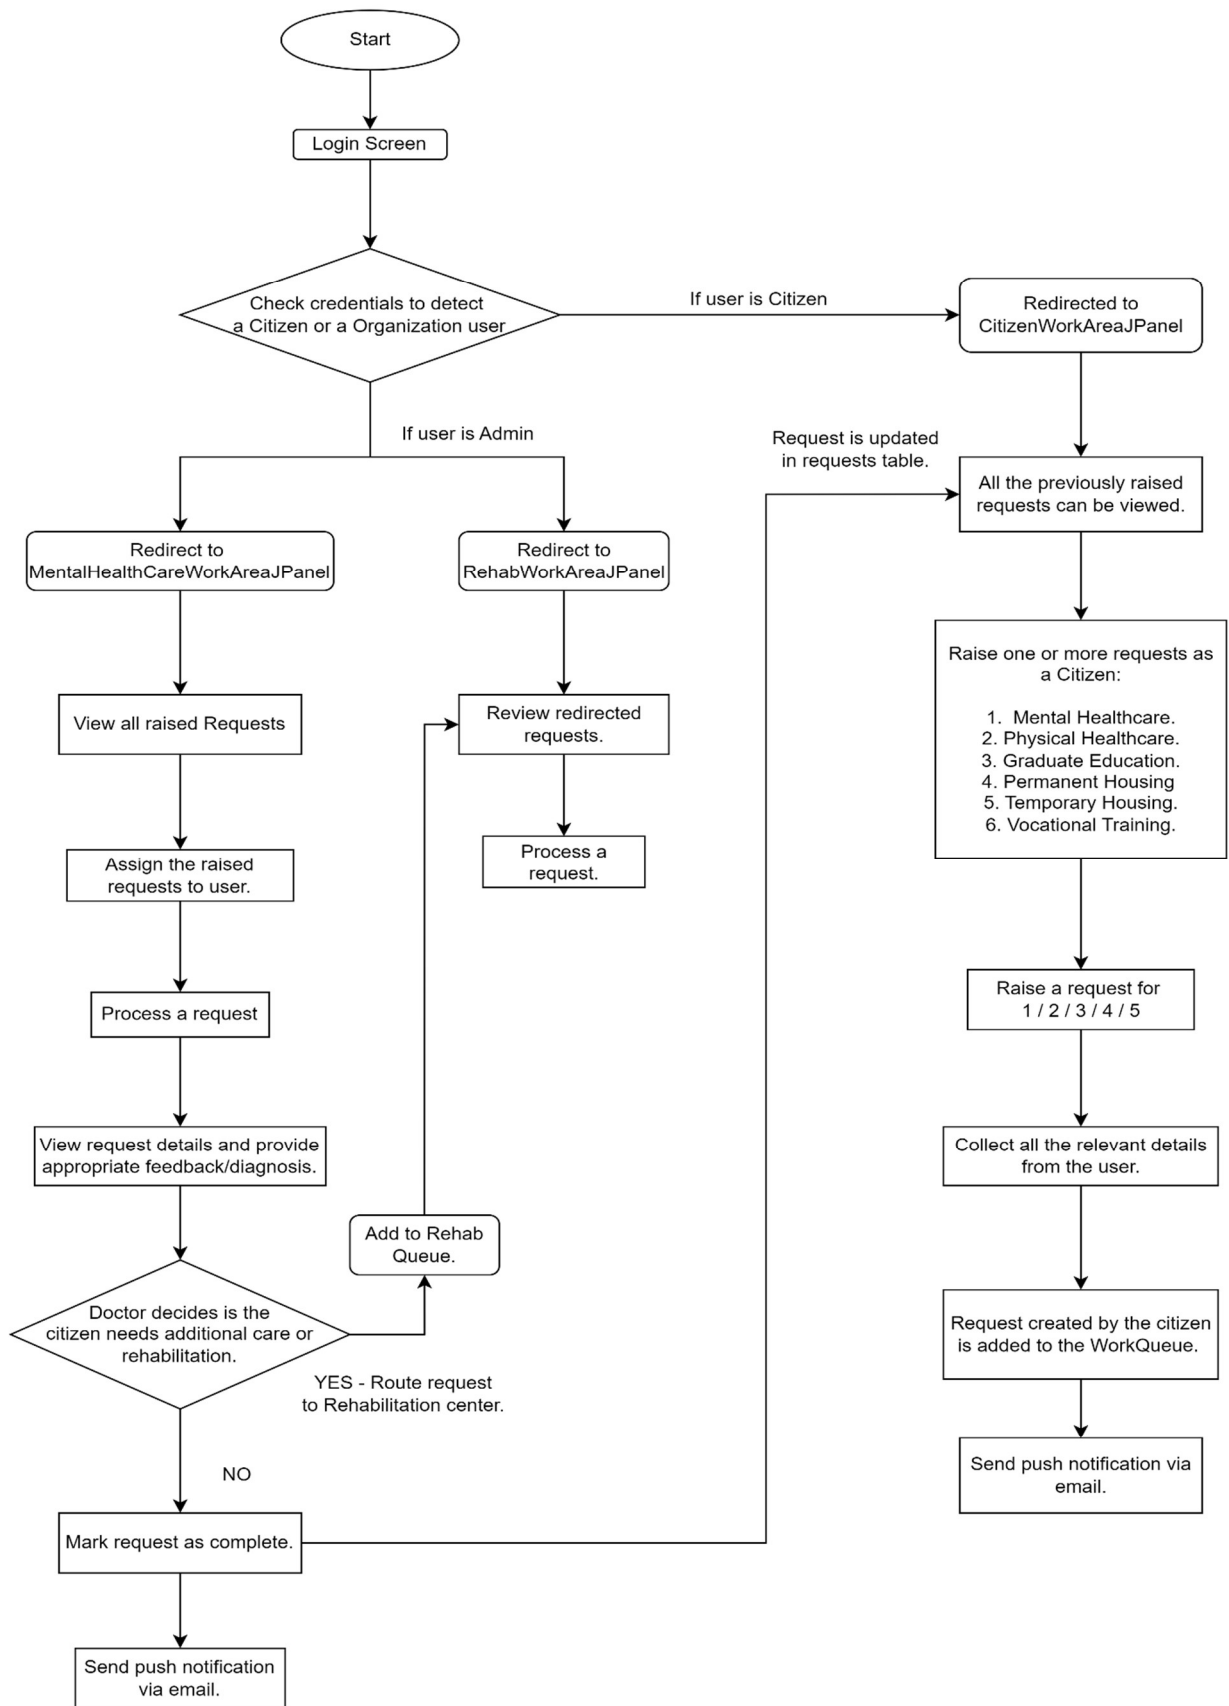 Start
Login Screen
Check credentials to detect
a Citizen or a Organization user
If user is Citizen
Redirected to
CitizenWorkAreaJPanel
If user is Admin
Request is updated
in requests table.
All the previously raised
requests can be viewed.
Redirect to
MentalHealthCareWorkAreaJPanel
Redirect to
RehabWorkAreaJPanel
Raise one or more requests as
a Citizen:
1. Mental Healthcare.
2. Physical Healthcare.
3. Graduate Education.
4. Permanent Housing
5. Temporary Housing.
6. Vocational Training.
View all raised Requests
Review redirected
requests.
Assign the raised
requests to user.
Process a
request.
Process a request
Raise a request for
1 / 2 / 3 / 4 / 5
View request details and provide
appropriate feedback/diagnosis.
Collect all the relevant details
from the user.
Add to Rehab
Queue.
Doctor decides is the
citizen needs additional care or
rehabilitation.
Request created by the citizen
is added to the WorkQueue.
YES - Route request
to Rehabilitation center.
NO
Send push notification via
email.
Mark request as complete.
Send push notification
via email.